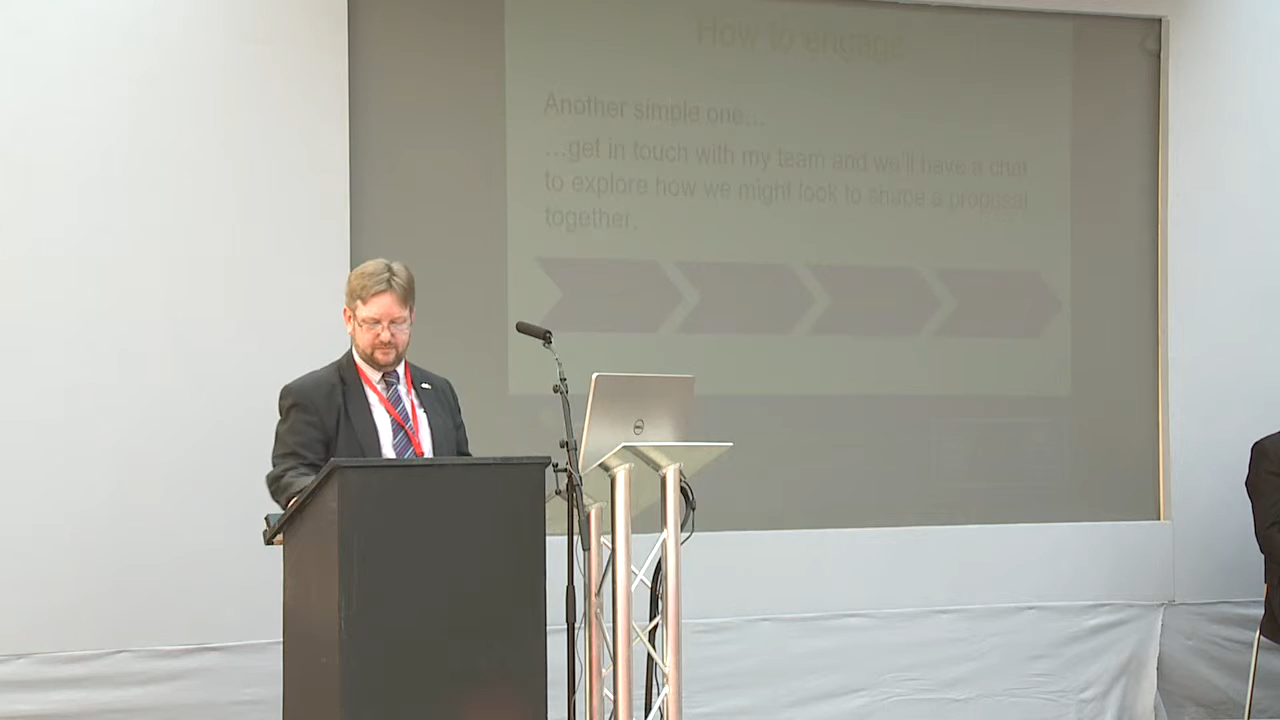 How to engage
Another simple one...
...get in touch with my team and we'll have a chat
to explore how we might look to shape a proposal
together.
DELL